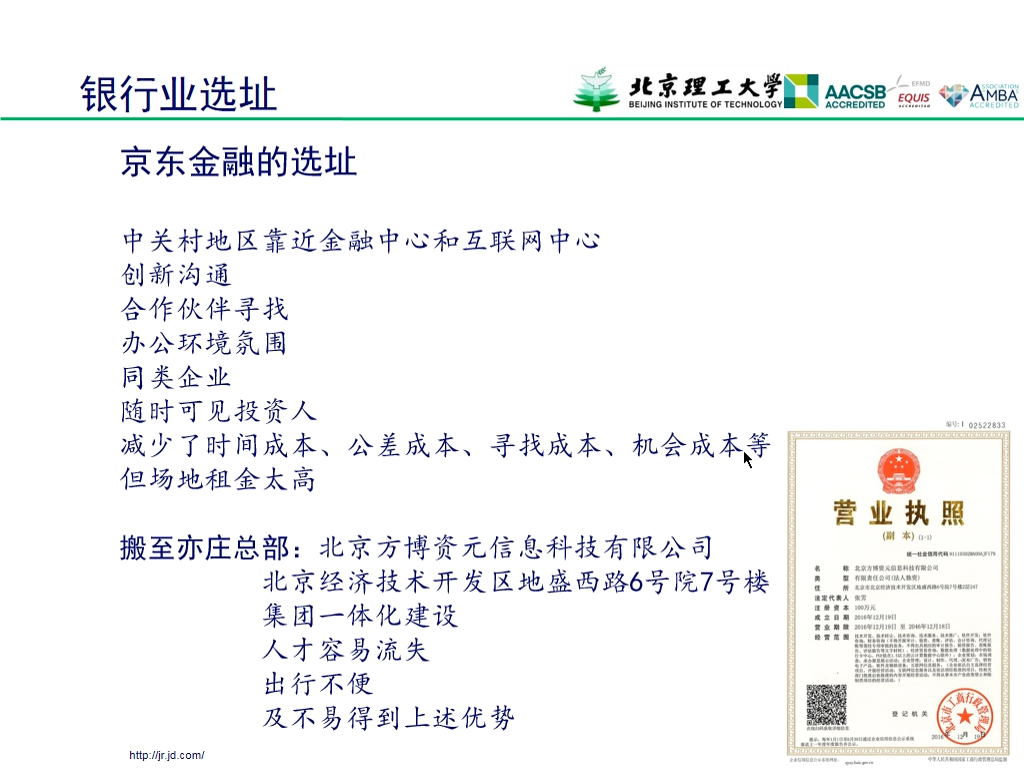 银行业选址
北京理工大学
BEIJING INSTITUTE OF TECHNOLOGY
AACSB
ACCREDITED
EFMD
EQUIS
ACCREDITED
ASSOCIATION
AMBA
ACCREDITED
京东金融的选址
中关村地区靠近金融中心和互联网中心
创新沟通
合作伙伴寻找
办公环境氛围
同类企业
随时可见投资人
减少了时间成本、公差成本、寻找成本、机会成本等
但场地租金太高
搬至亦庄总部：北京方博资元信息科技有限公司
北京经济技术开发区地盛西路6号院7号楼
集团一体化建设
人才容易流失
出行不便
及不易得到上述优势
http://jr.jd.com/
编号:1 02522833
营业执照
(副 本) (1-1)
统一社会信用代码
名 称 北京方博资元信息科技有限公司
类 型 有限责任公司(法人独资)
住 所
法定代表人
注册资本 100万元
成立日期 2016年12月19日
营业期限 2016年12月19日 至 2046年12月18日
经营范围
登记机关